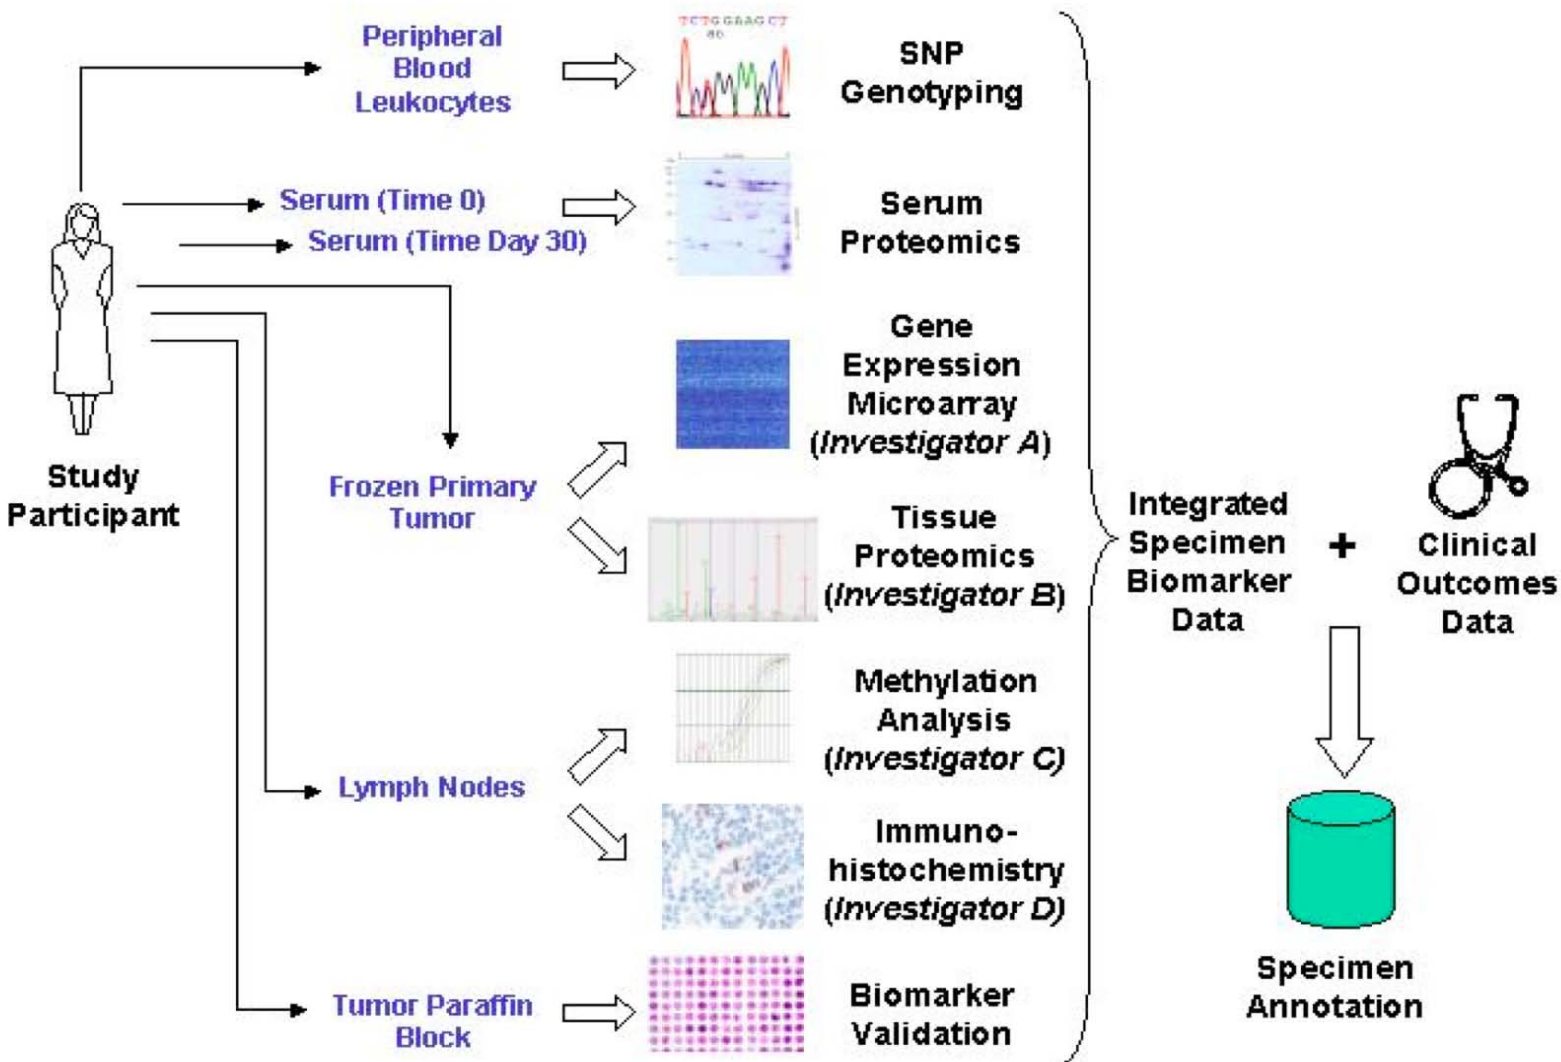 Peripheral
Blood
Leukocytes
TCTGGAAGCT
SNP
Genotyping
Serum (Time 0)
Serum (Time Day 30)
Serum
Proteomics
Study
Participant
Frozen Primary
Tumor
Gene
Expression
Microarray
(Investigator A)
Tissue
Proteomics
(Investigator B)
Lymph Nodes
Methylation
Analysis
(Investigator C)
Immuno-
histochemistry
(Investigator D)
Tumor Paraffin
Block
Biomarker
Validation
Integrated
Specimen
Biomarker
Data
+
Clinical
Outcomes
Data
Specimen
Annotation